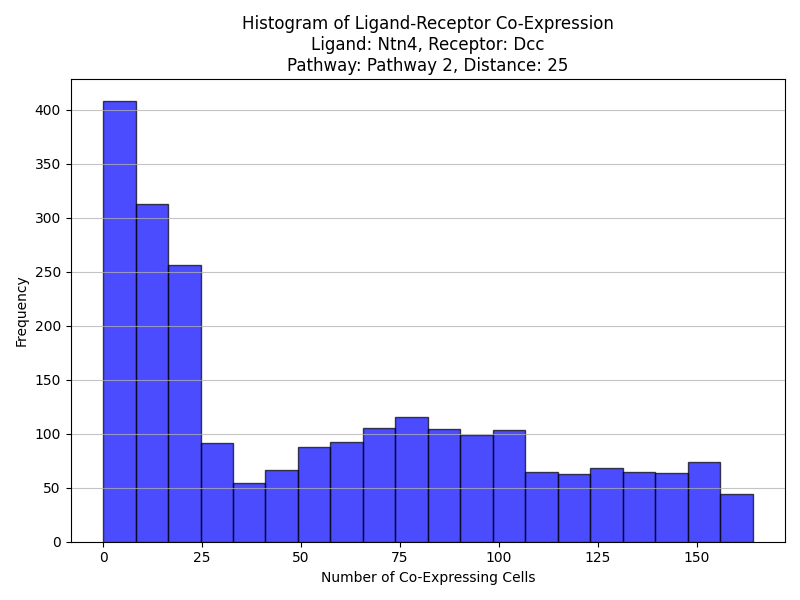 Histogram of Ligand-Receptor Co-Expression
Ligand: Ntn4, Receptor: Dcc
Pathway: Pathway 2, Distance: 25
400
350
300
250
200
150
100
50
0
Frequency
0 25 50 75 100 125 150
Number of Co-Expressing Cells